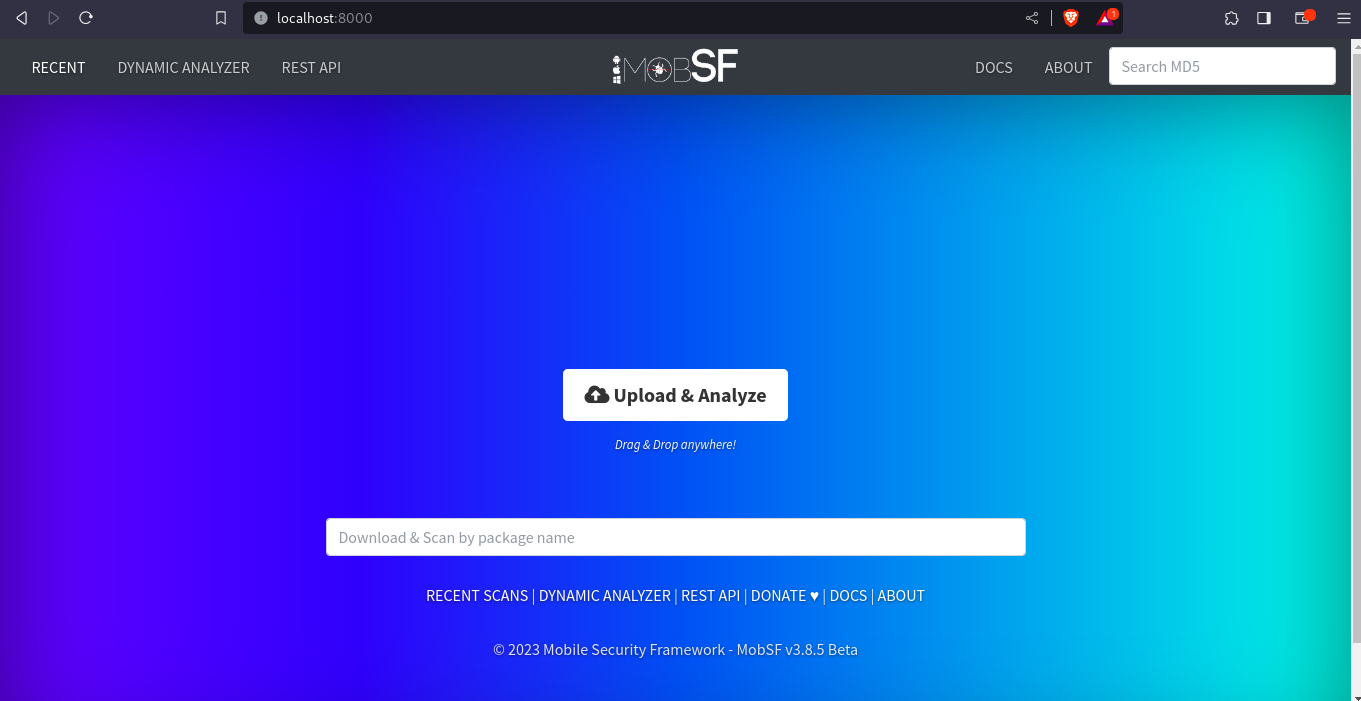 localhost:8000
1
RECENT DYNAMIC ANALYZER REST API MOBSF DOCS ABOUT Search MD5
Upload & Analyze
Drag & Drop anywhere!
Download & Scan by package name
RECENT SCANS | DYNAMIC ANALYZER | REST API | DONATE ♥ | DOCS | ABOUT
© 2023 Mobile Security Framework - MobSF v3.8.5 Beta